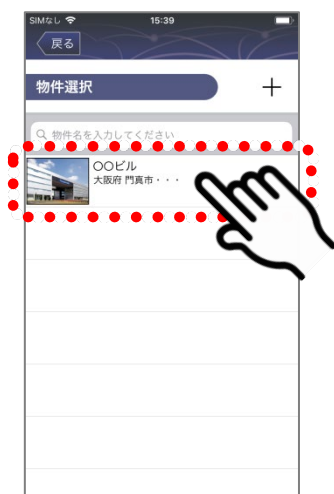 SIMなし 15:39
戻る
物件選択
物件名を入力してください
〇〇ビル
大阪府 門真市・・・